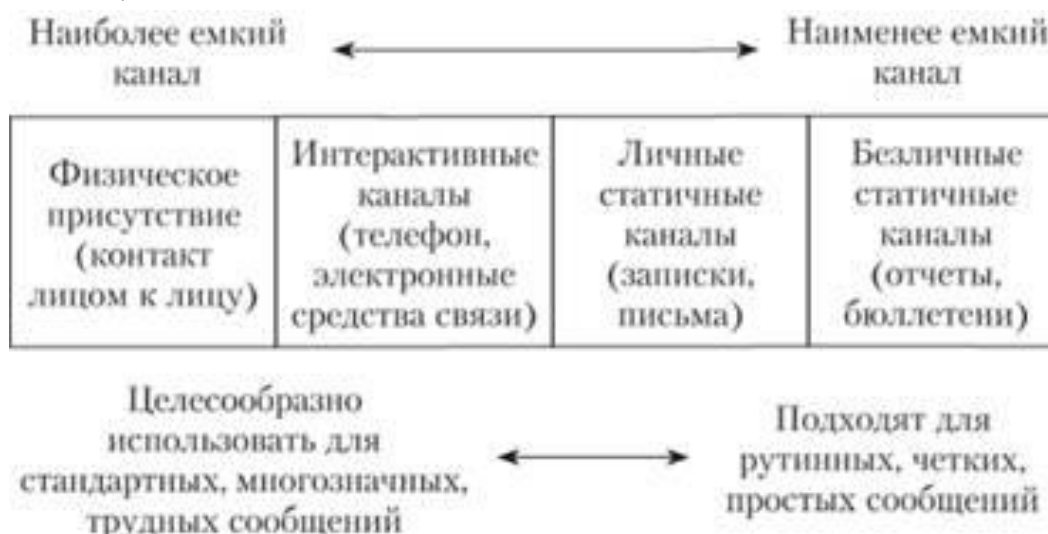 Наиболее емкий
канал
Наименее емкий
канал
Физическое
присутствие
(контакт
лицом к лицу)
Интерактивные
каналы
(телефон,
электронные
средства связи)
Личные
статичные
каналы
(записки,
письма)
Безличные
статичные
каналы
(отчеты,
бюллетени)
Целесообразно
использовать для
стандартных, многозначных,
трудных сообщений
Подходят для
рутинных, четких,
простых сообщений